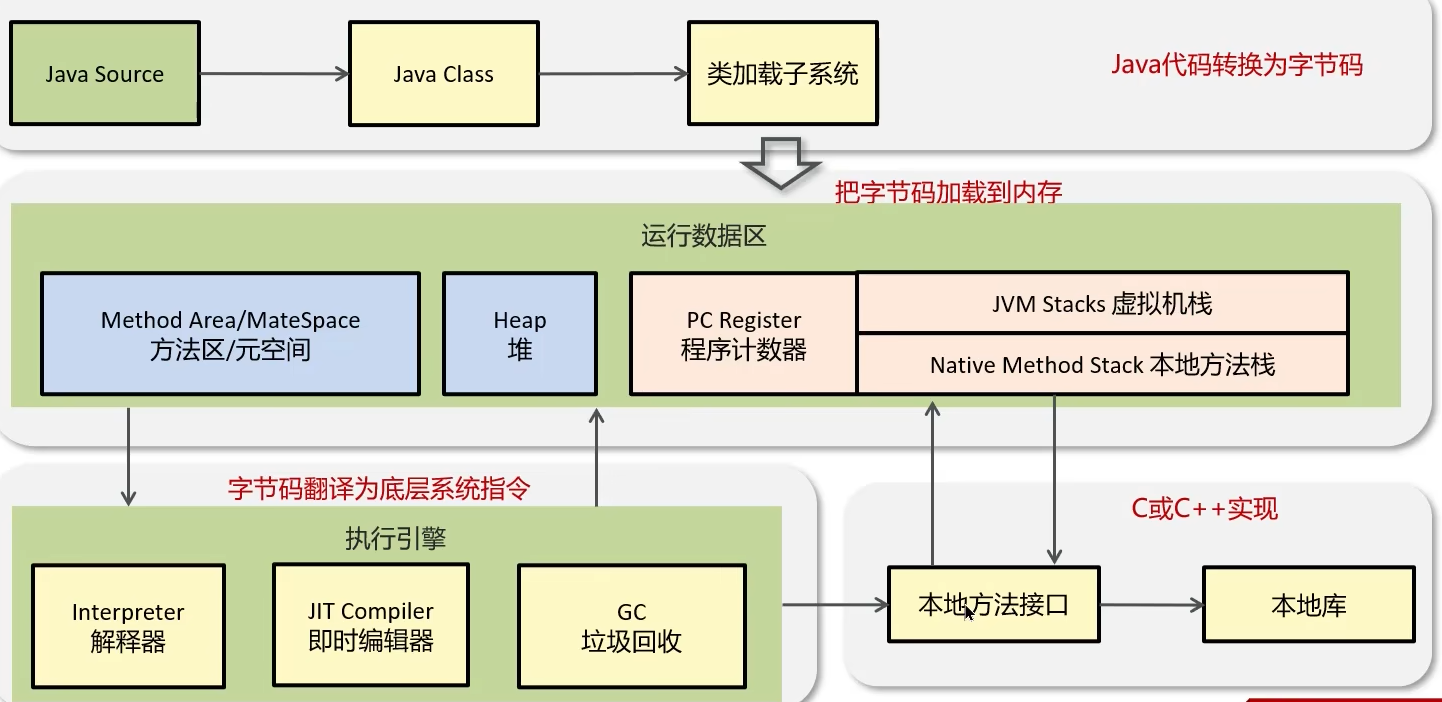 Java Source
Java Class
类加载子系统
Java代码转换为字节码
把字节码加载到内存
运行数据区
Method Area/MateSpace
方法区/元空间
Heap
堆
PC Register
程序计数器
JVM Stacks 虚拟机栈
Native Method Stack 本地方法栈
字节码翻译为底层系统指令
执行引擎
Interpreter
解释器
JIT Compiler
即时编辑器
GC
垃圾回收
C或C++实现
本地方法接口
本地库